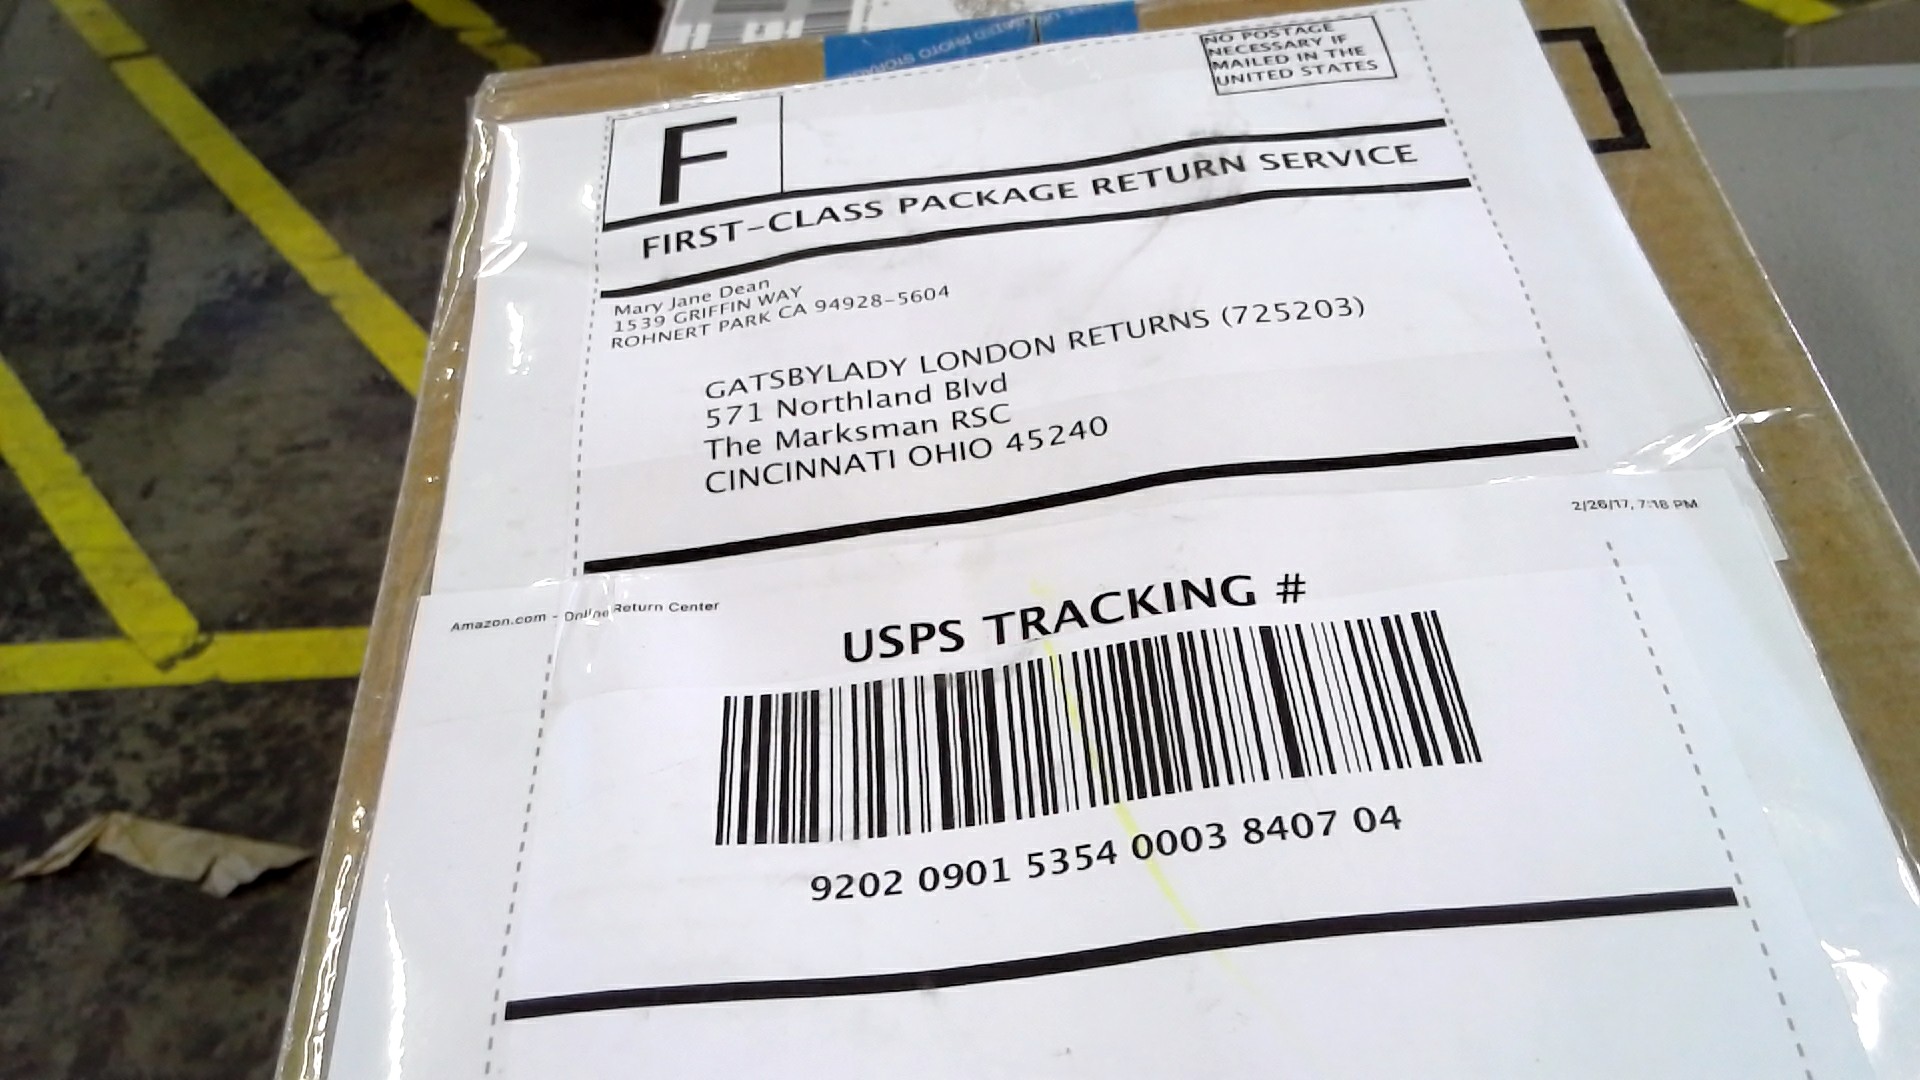 NO POSTAGE
NECESSARY IF
MAILED IN THE
UNITED STATES
F
FIRST-CLASS PACKAGE RETURN SERVICE
Mary Jane Dean
1539 GRIFFIN WAY
ROHNERT PARK CA 94928-5604
GATSBYLADY LONDON RETURNS (725203)
571 Northland Blvd
The Marksman RSC
CINCINNATI OHIO 45240
2/26/17, 7:18 PM
Amazon.com - Online Return Center
USPS TRACKING #
9202 0901 5354 0003 8407 04